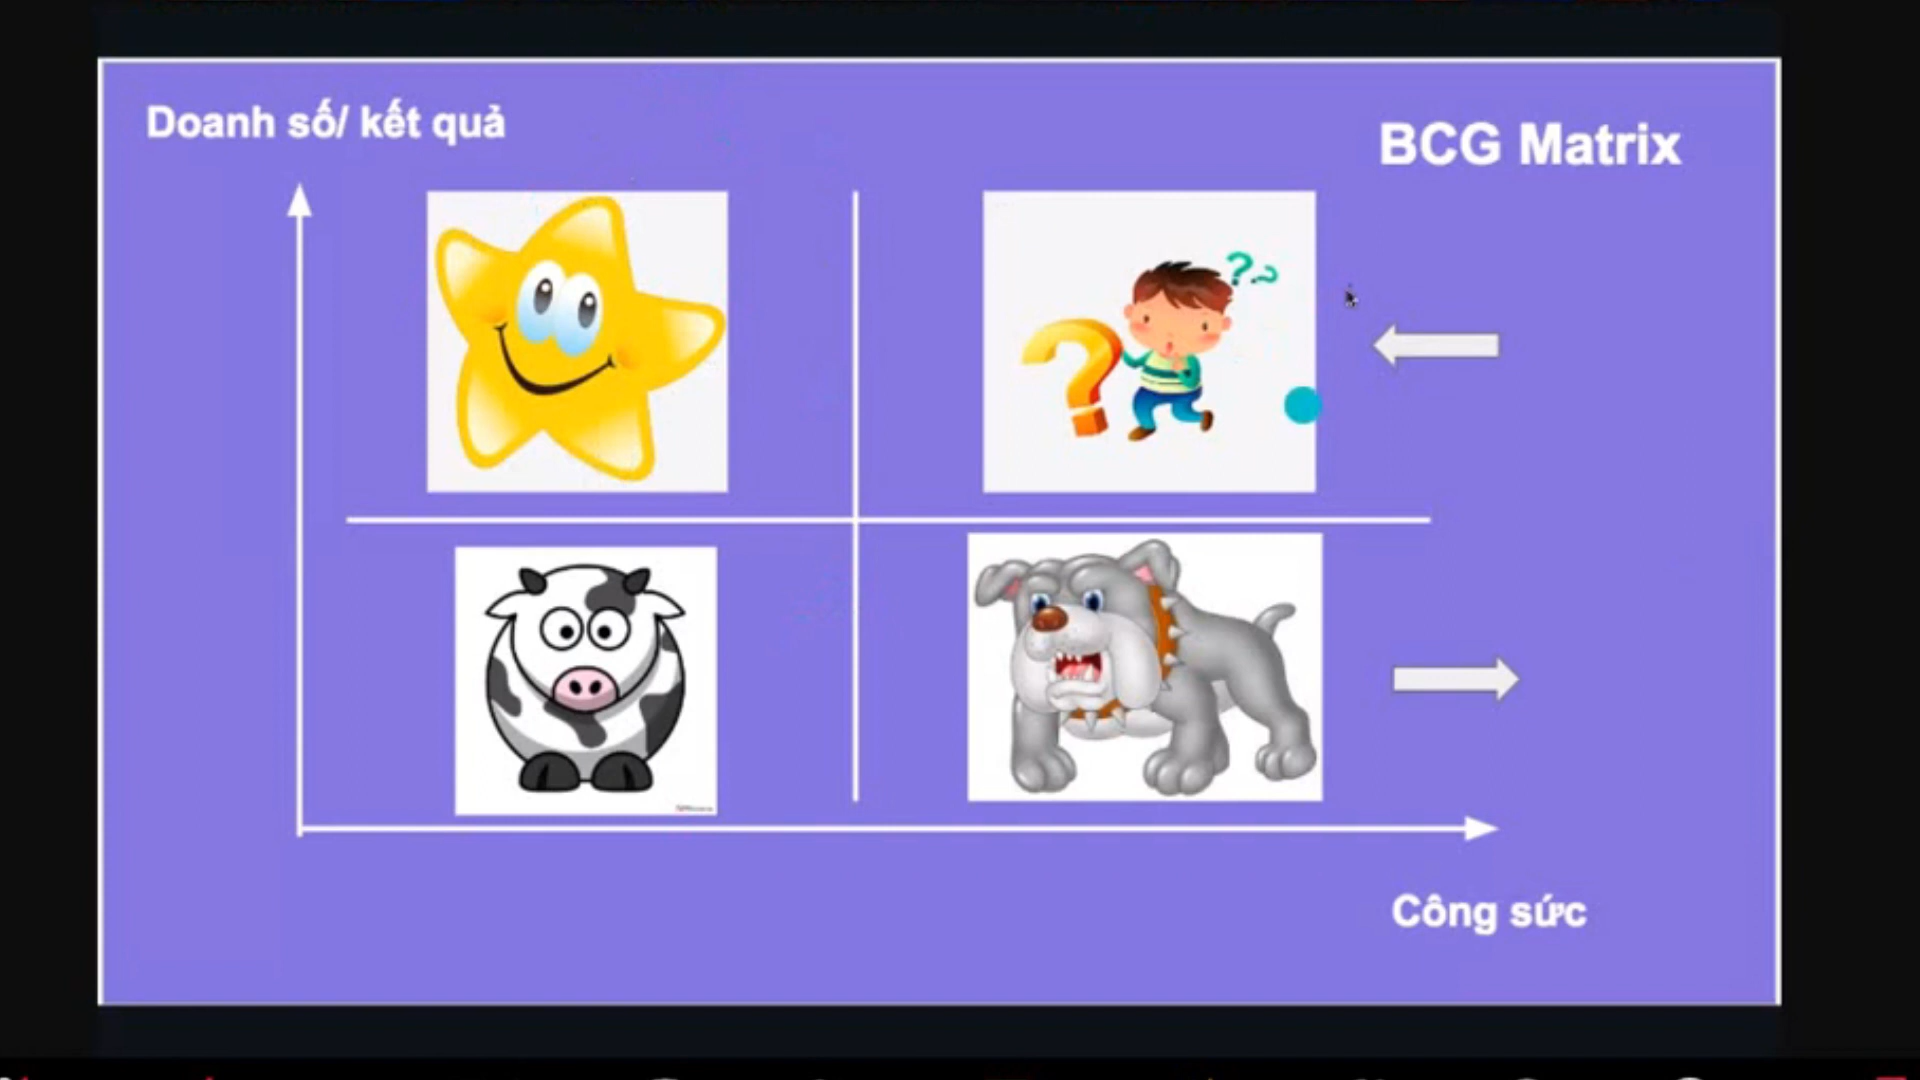 Doanh số/ kết quả
BCG Matrix
Công sức